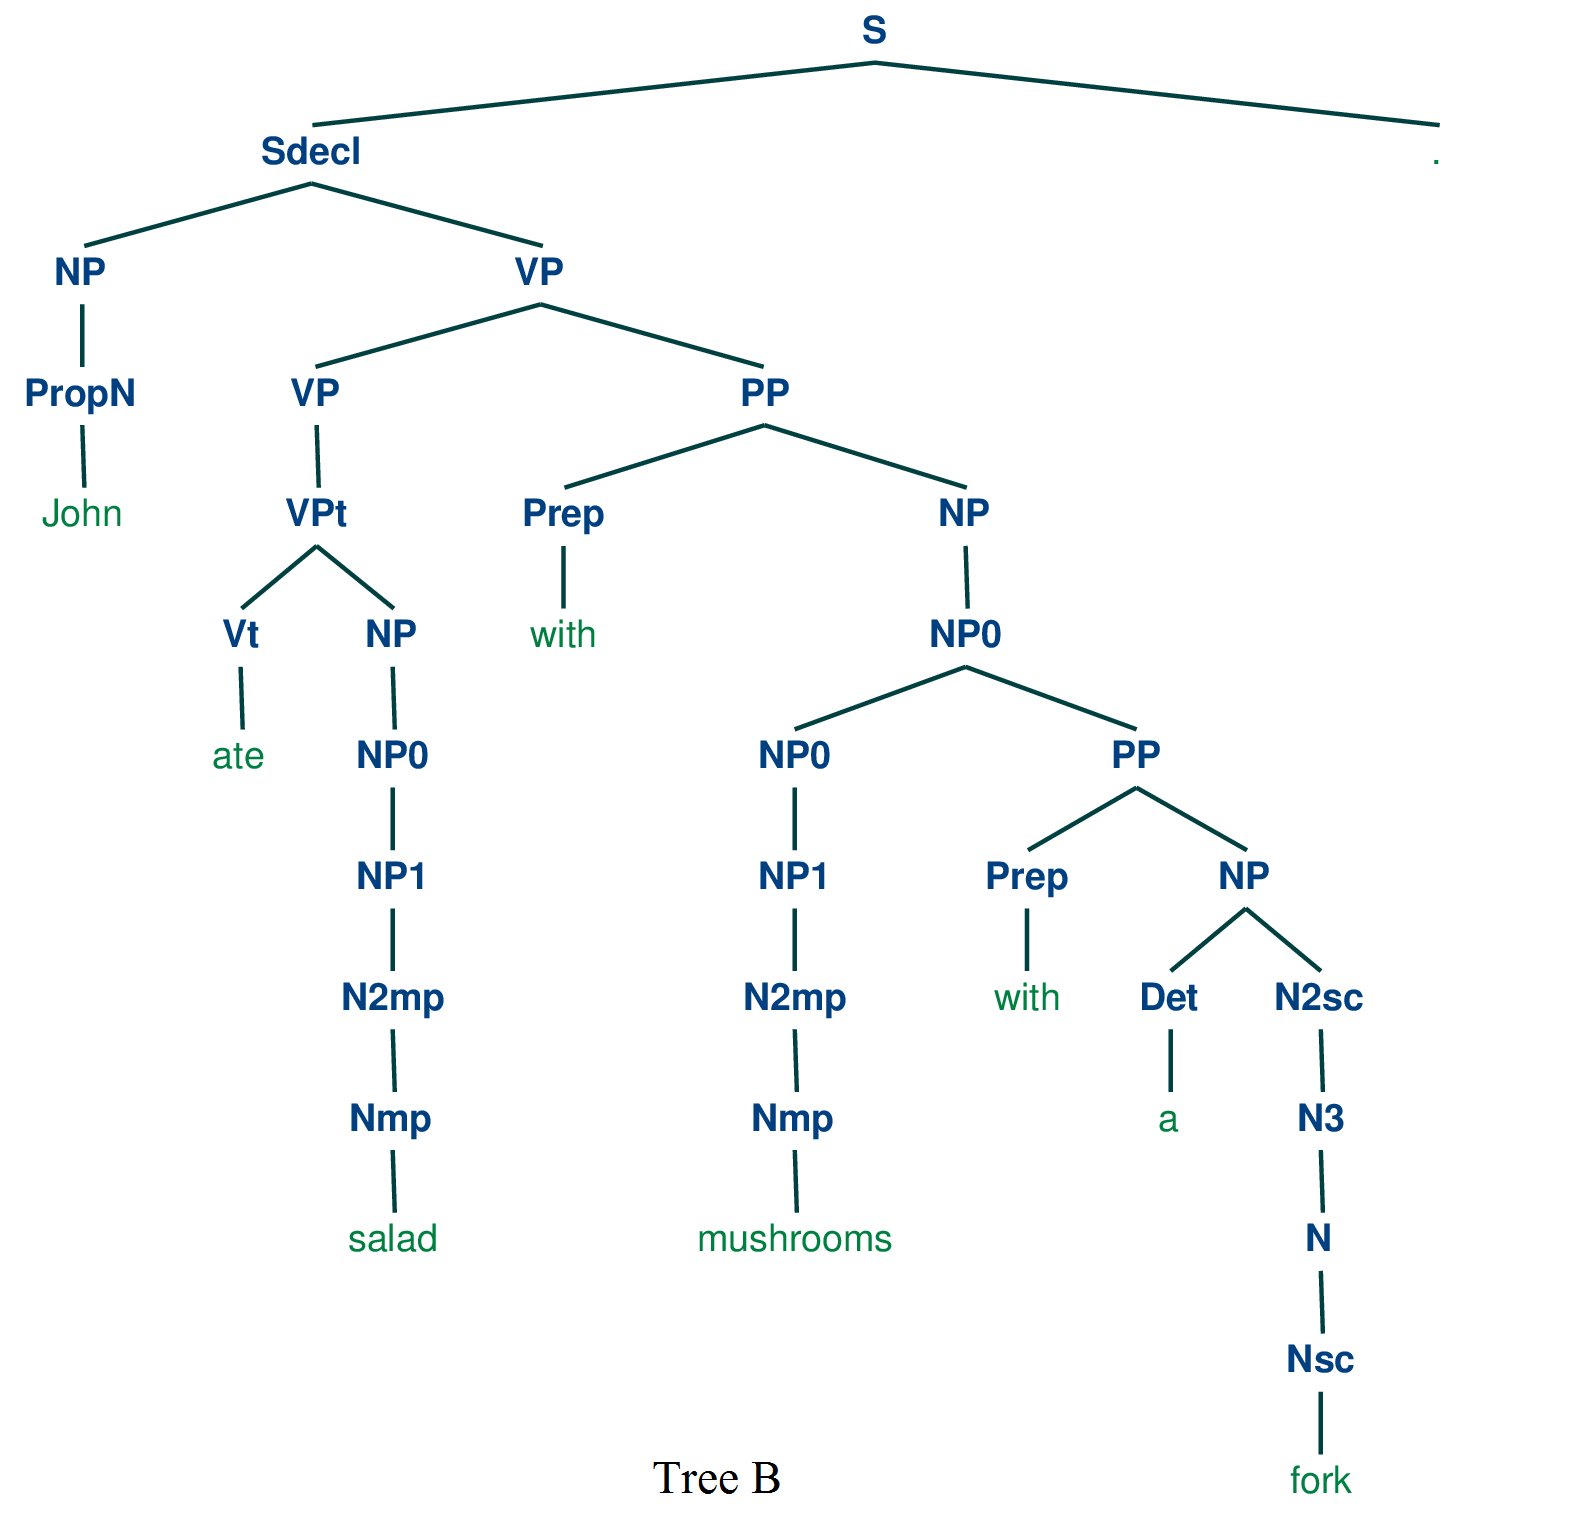 S
Sdecl .
NP VP
PropN VP PP
John VPt Prep NP
Vt NP with NP0
ate NP0 NP0 PP
NP1 NP1 Prep NP
N2mp N2mp with Det N2sc
Nmp Nmp a N3
salad mushrooms N
Nsc
Tree B fork